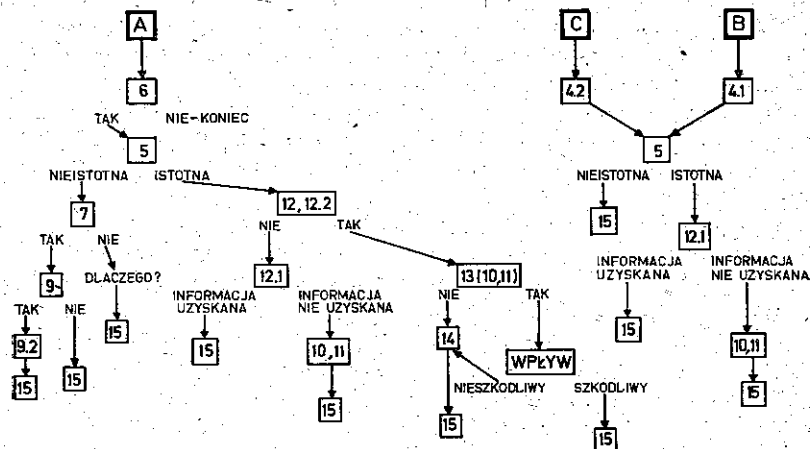 A
C
B
6
4.2
4.1
TAK
NIE-KONIEC
5
5
NIEISTOTNA
ISTOTNA
NIEISTOTNA
ISTOTNA
7
12,12.2
15
12.1
NIE
TAK
TAK
NIE
9
DLACZEGO?
12.1
13(10,11)
INFORMACJA
UZYSKANA
INFORMACJA
NIE UZYSKANA
TAK
NIE
15
INFORMACJA
UZYSKANA
INFORMACJA
NIE UZYSKANA
NIE
TAK
15
9.2
15
10,11
14
WPŁYW
10,11
15
15
NIESZKODLIWY
SZKODLIWY
15
15
15
15